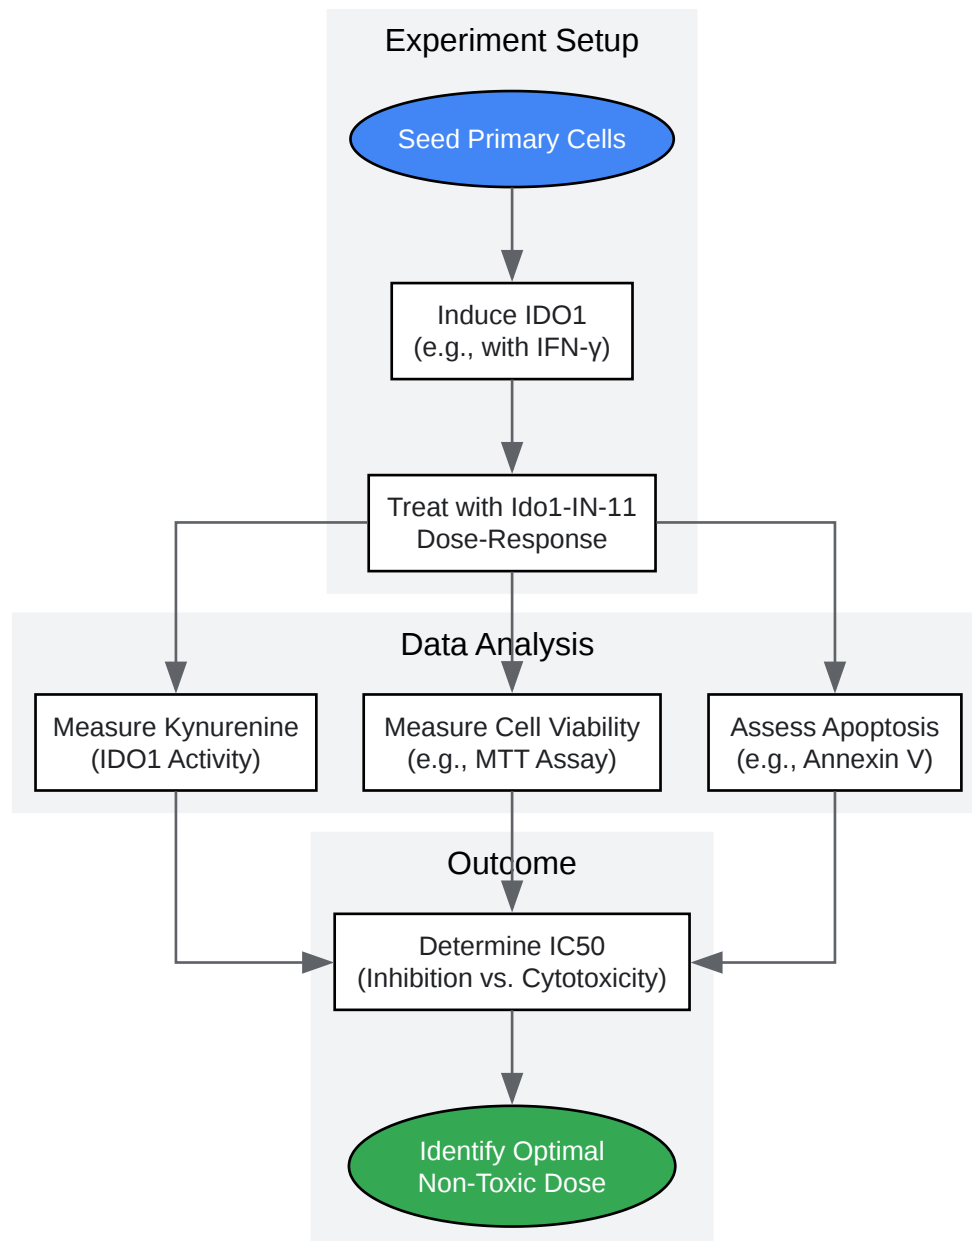 Experiment Setup
Seed Primary Cells
Induce IDO1
(e.g., with IFN-γ)
Treat with Ido1-IN-11
Dose-Response
Data Analysis
Measure Kynurenine
(IDO1 Activity)
Measure Cell Viability
(e.g., MTT Assay)
Assess Apoptosis
(e.g., Annexin V)
Outcome
Determine IC50
(Inhibition vs. Cytotoxicity)
Identify Optimal
Non-Toxic Dose